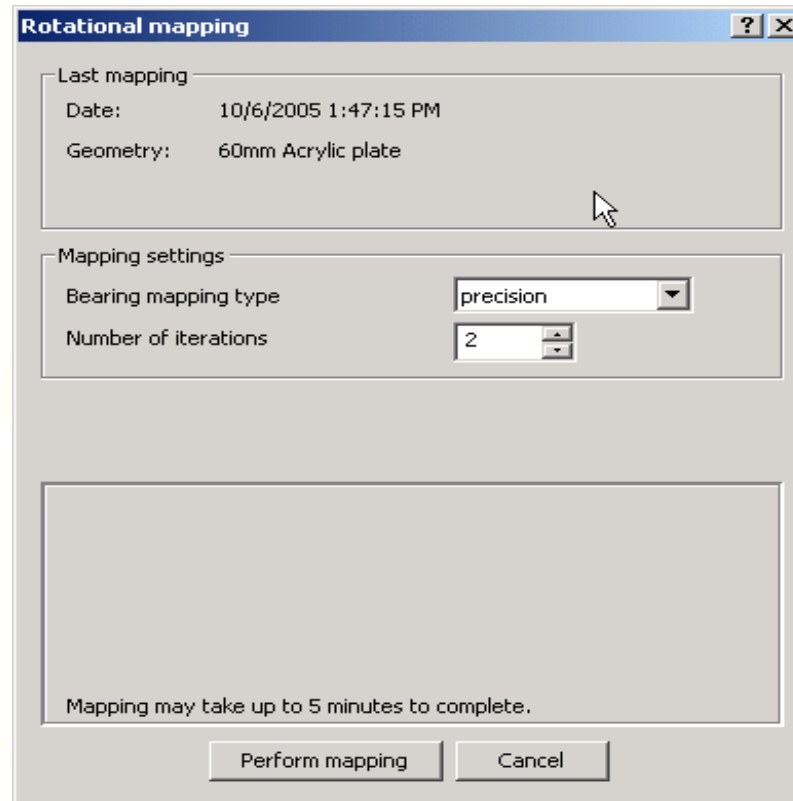 Rotational mapping
Last mapping
Date: 10/6/2005 1:47:15 PM
Geometry: 60mm Acrylic plate
Mapping settings
Bearing mapping type precision
Number of iterations 2
Mapping may take up to 5 minutes to complete.
Perform mapping Cancel